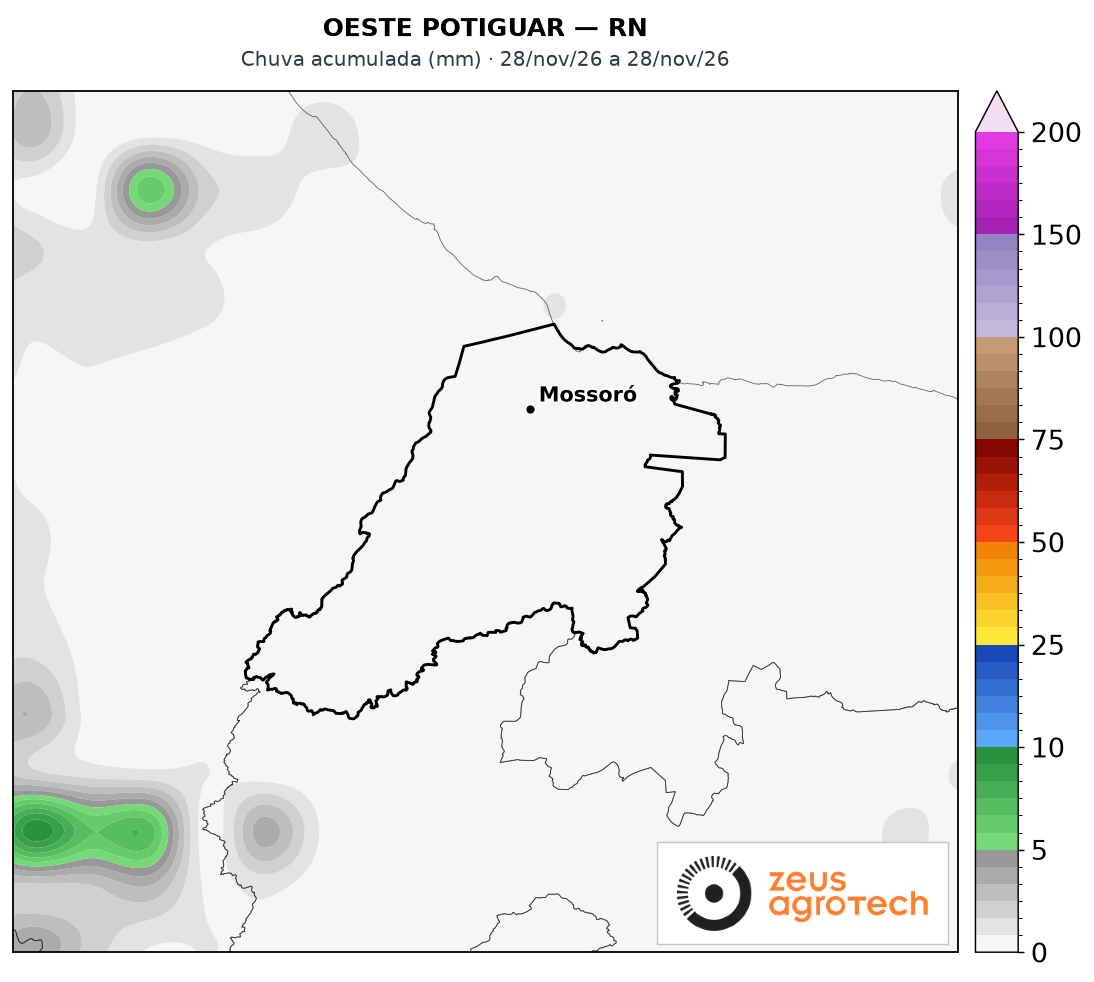 OESTE POTIGUAR — RN
Chuva acumulada (mm) · 28/nov/26 a 28/nov/26
200
150
100
75
50
25
10
5
0
Mossoró
zeus
agrotech